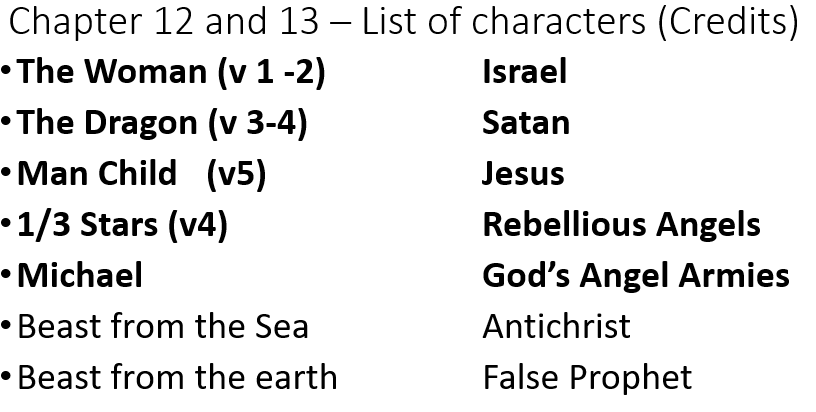 Chapter 12 and 13 – List of characters (Credits)
•The Woman (v 1 -2) Israel
•The Dragon (v 3-4) Satan
•Man Child (v5) Jesus
•1/3 Stars (v4) Rebellious Angels
•Michael God’s Angel Armies
•Beast from the Sea Antichrist
•Beast from the earth False Prophet